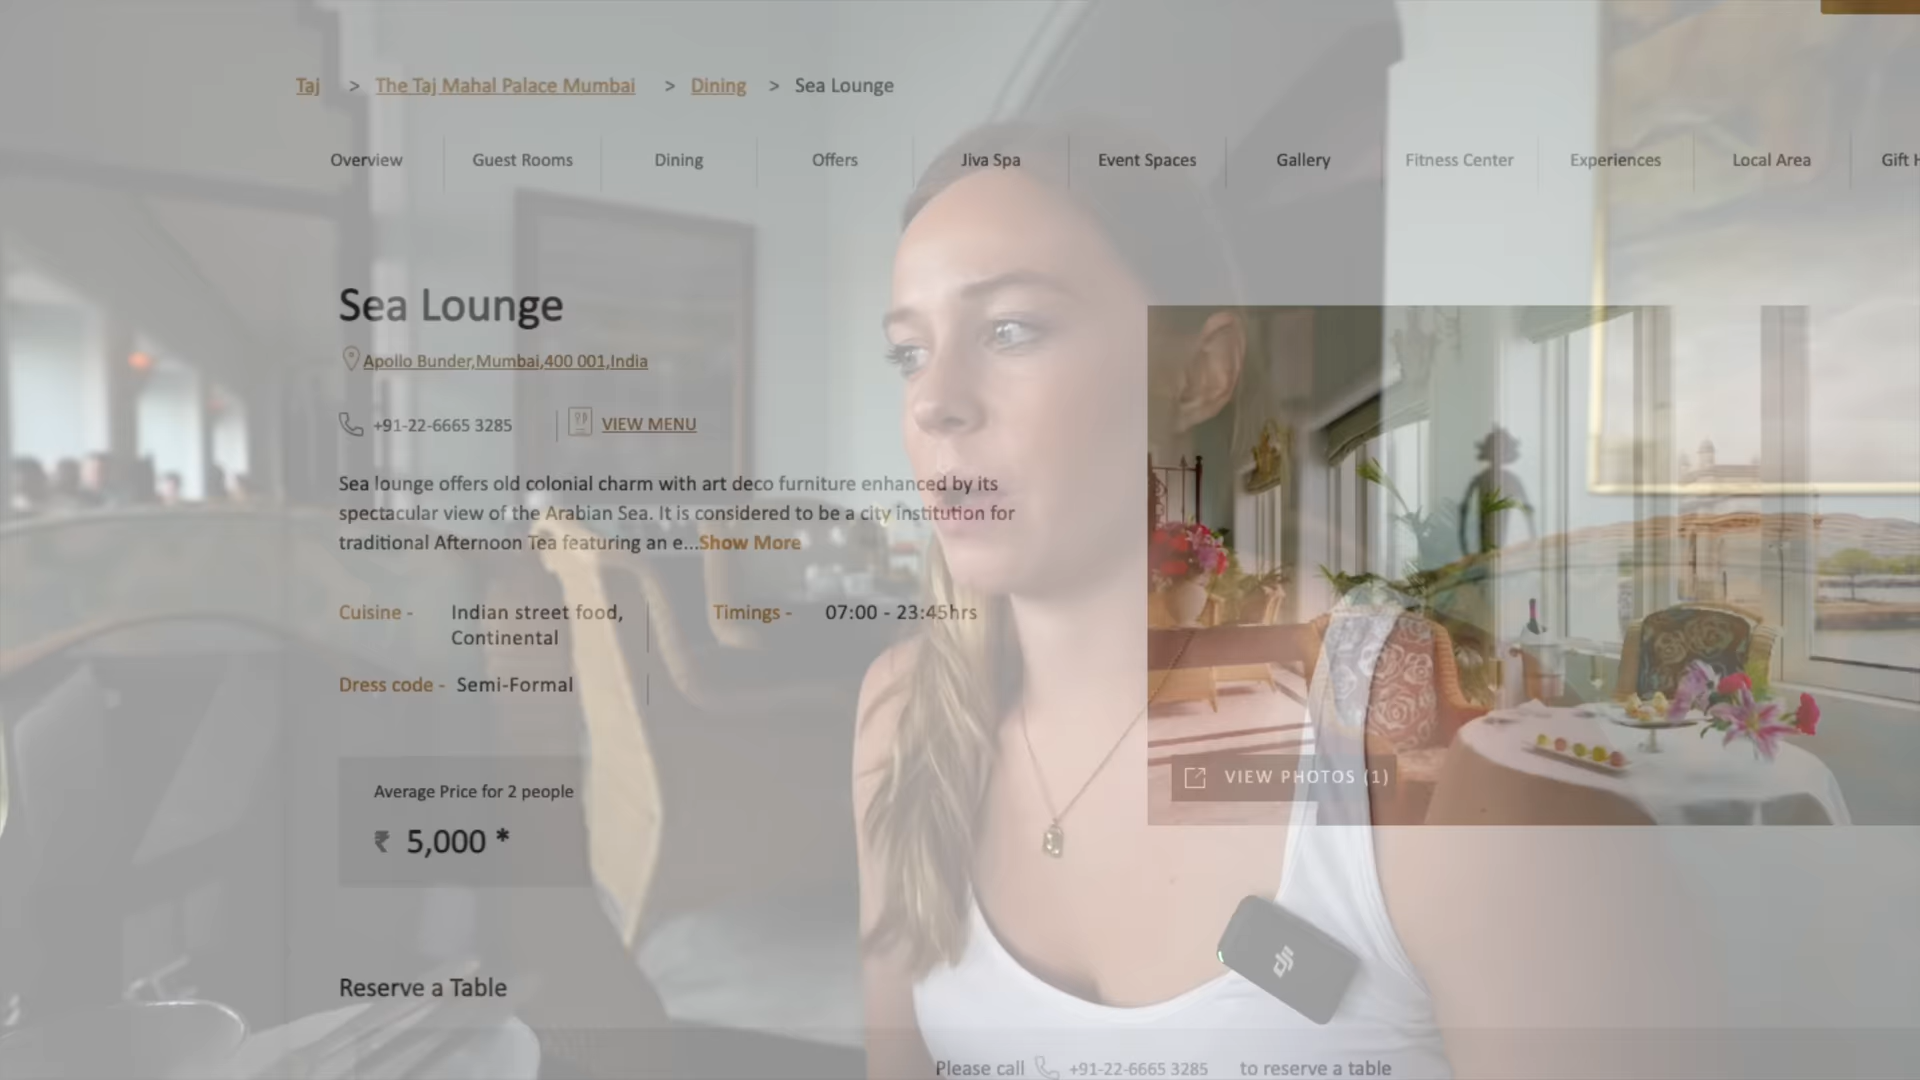 Taj > The Taj Mahal Palace Mumbai > Dining > Sea Lounge
Overview Guest Rooms Dining Offers Jiva Spa Event Spaces Gallery Fitness Center Experiences Local Area Gift
Sea Lounge
Apollo Bunder,Mumbai,400 001,India
+91-22-6665 3285 VIEW MENU
Sea lounge offers old colonial charm with art deco furniture enhanced by its
spectacular view of the Arabian Sea. It is considered to be a city institution for
traditional Afternoon Tea featuring an e...Show More
Cuisine - Indian street food, Timings - 07:00 - 23:45hrs
Continental
Dress code - Semi-Formal
VIEW PHOTOS (1)
Average Price for 2 people
₹ 5,000 *
Reserve a Table
Please call +91-22-6665 3285 to reserve a table